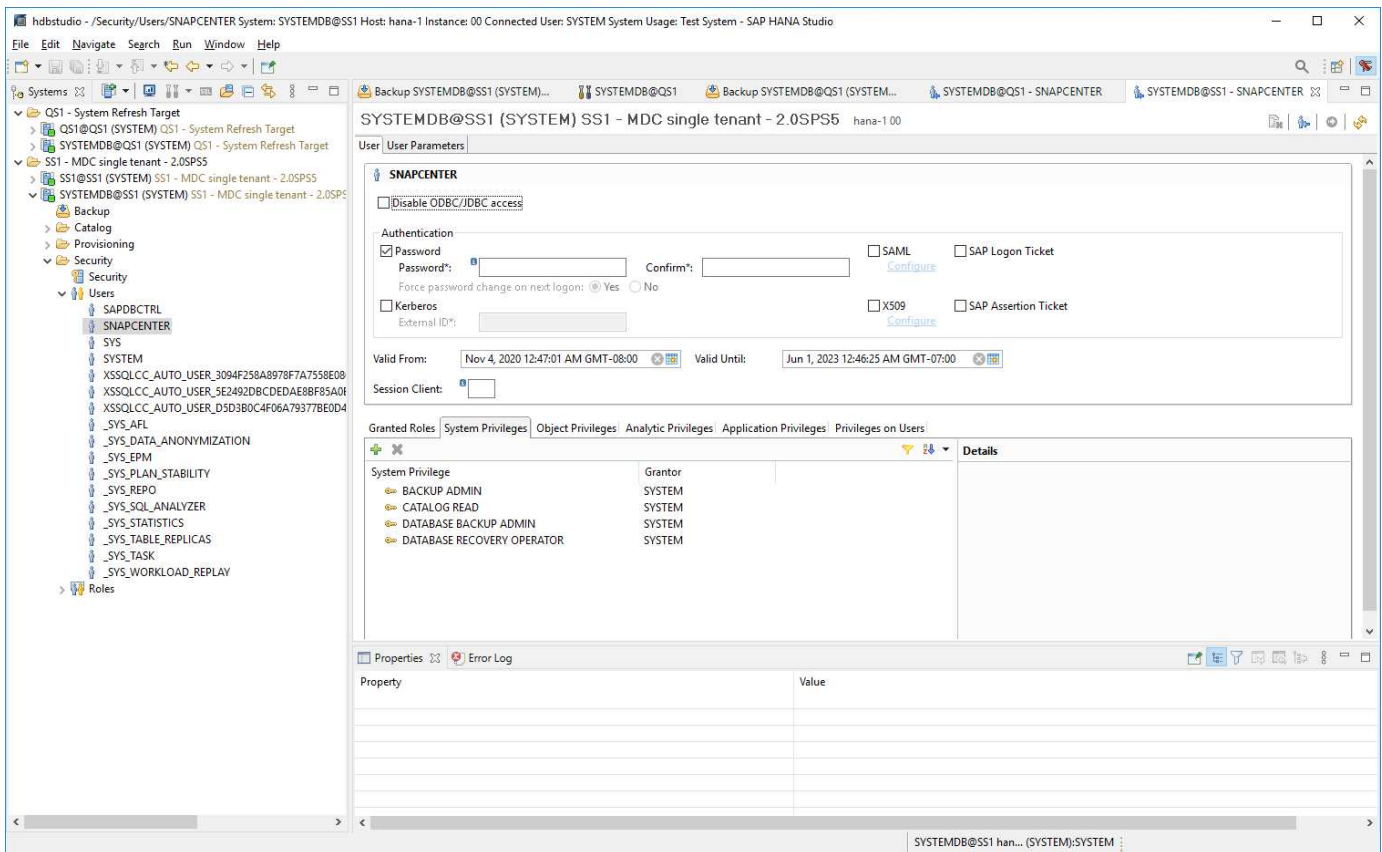 hdbstudio - /Security/Users/SNAPCENTER System: SYSTEMDB@SS1 Host: hana-1 Instance: 00 Connected User: SYSTEM System Usage: Test System - SAP HANA Studio
File Edit Navigate Search Run Window Help
Systems
Backup SYSTEMDB@SS1 (SYSTEM)... SYSTEMDB@QS1 Backup SYSTEMDB@QS1 (SYSTEM... SYSTEMDB@QS1 - SNAPCENTER SYSTEMDB@SS1 - SNAPCENTER
QS1 - System Refresh Target
QS1@QS1 (SYSTEM) QS1 - System Refresh Target
SYSTEMDB@QS1 (SYSTEM) QS1 - System Refresh Target
SS1 - MDC single tenant - 2.0SPS5
SS1@SS1 (SYSTEM) SS1 - MDC single tenant - 2.0SPS5
SYSTEMDB@SS1 (SYSTEM) SS1 - MDC single tenant - 2.0SPS
Backup
Catalog
Provisioning
Security
Security
Users
SAPDBCTRL
SNAPCENTER
SYS
SYSTEM
XSSQLCC_AUTO_USER_3094F258A8978F7A7558E08
XSSQLCC_AUTO_USER_5E2492DBCDEDAE8BF85A0
XSSQLCC_AUTO_USER_D5D3B0C4F06A79377BE0D4
_SYS_AFL
_SYS_DATA_ANONYMIZATION
_SYS_EPM
_SYS_PLAN_STABILITY
_SYS_REPO
_SYS_SQL_ANALYZER
_SYS_STATISTICS
_SYS_TABLE_REPLICAS
_SYS_TASK
_SYS_WORKLOAD_REPLAY
Roles
SYSTEMDB@SS1 (SYSTEM) SS1 - MDC single tenant - 2.0SPS5 hana-1 00
User User Parameters
SNAPCENTER
Disable ODBC/JDBC access
Authentication
Password SAML SAP Logon Ticket
Password*: Confirm*: Configure
Force password change on next logon: Yes No
Kerberos X509 SAP Assertion Ticket
External ID*: Configure
Valid From: Nov 4, 2020 12:47:01 AM GMT-08:00 Valid Until: Jun 1, 2023 12:46:25 AM GMT-07:00
Session Client:
Granted Roles System Privileges Object Privileges Analytic Privileges Application Privileges Privileges on Users
Details
System Privilege Grantor
BACKUP ADMIN SYSTEM
CATALOG READ SYSTEM
DATABASE BACKUP ADMIN SYSTEM
DATABASE RECOVERY OPERATOR SYSTEM
Properties Error Log
Property Value
SYSTEMDB@SS1 han... (SYSTEM):SYSTEM